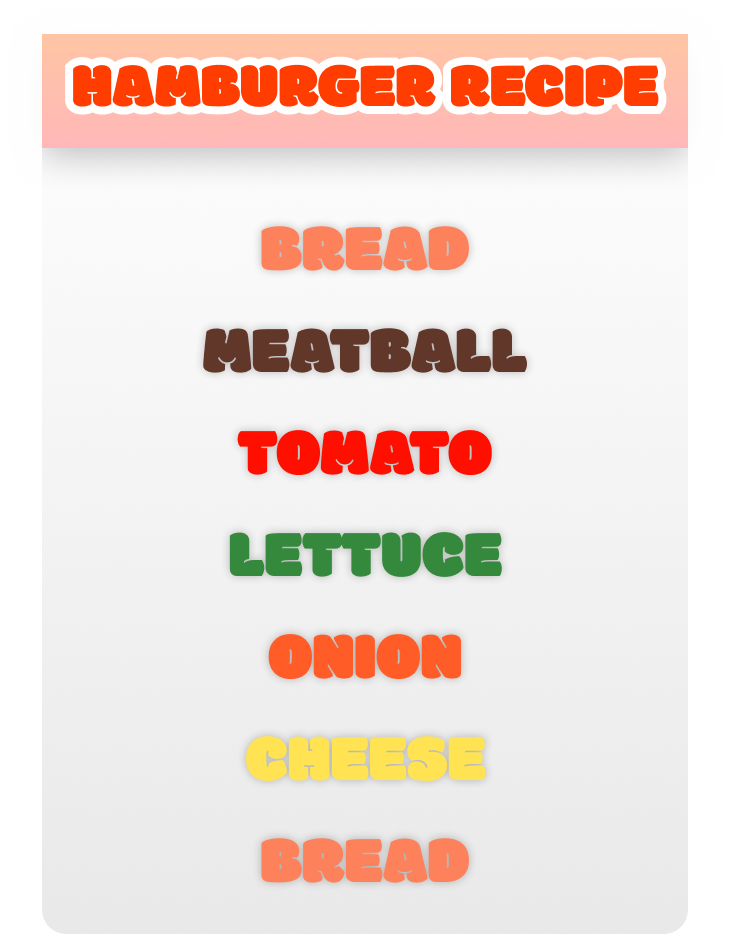 HAMBURGER RECIPE
BREAD
MEATBALL
TOMATO
LETTUCE
ONION
CHEESE
BREAD